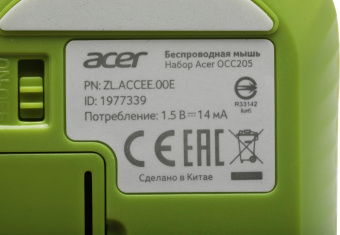 acer
Беспроводная мышь
Набор Acer OCC205
PN: ZL.ACCEE.00E
ID: 1977339
Потребление: 1.5 В⎓14 мА
R33142
CE EAC
Сделано в Китае